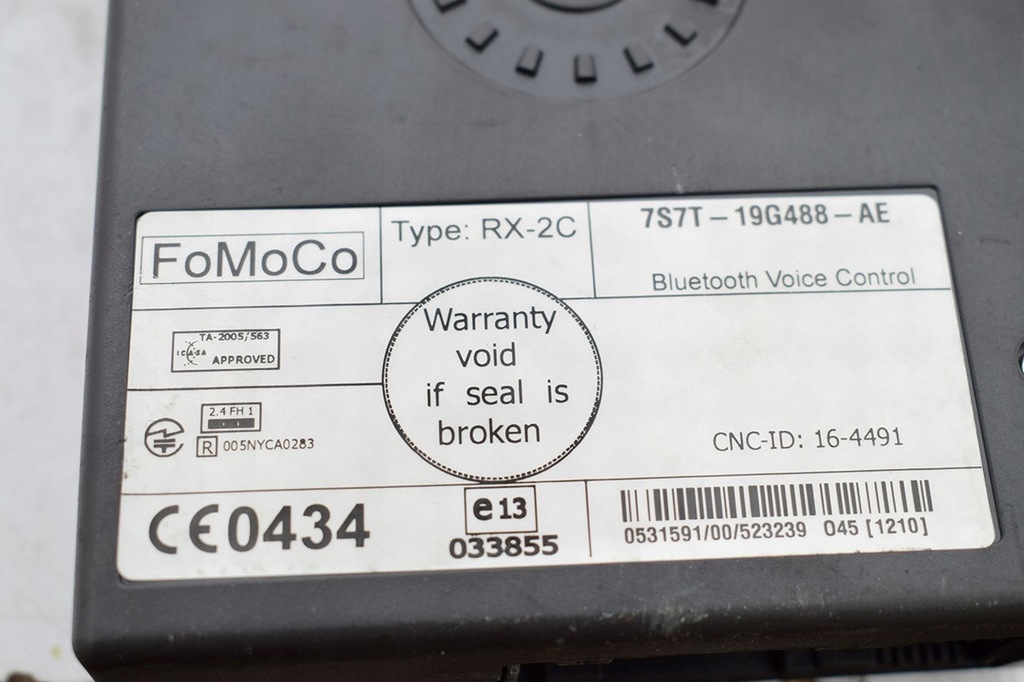 FoMoCo
Type: RX-2C
7S7T-19G488-AE
Bluetooth Voice Control
TA-2005/563
ICASA APPROVED
Warranty
void
if seal is
broken
2.4 FH 1
R 005NYCA0283
CNC-ID: 16-4491
CE0434
e13
033855
0531591/00/523239 045 [1210]